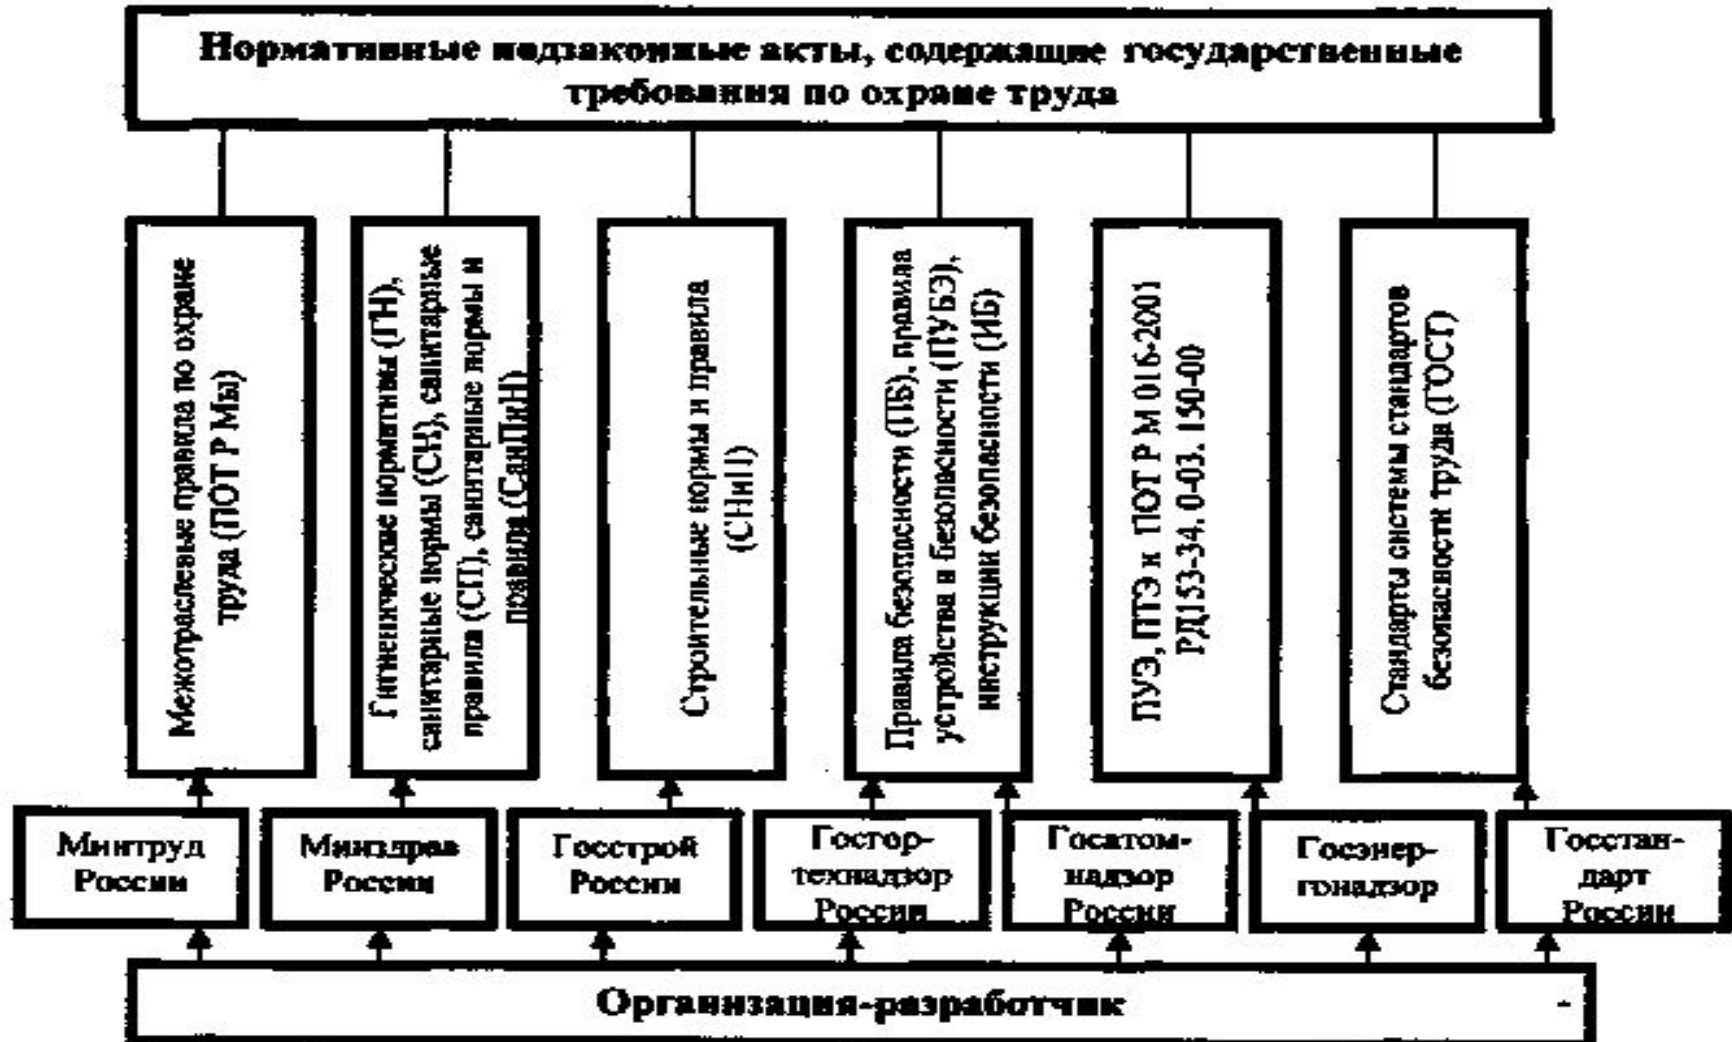 Нормативные подзаконные акты, содержащие государственные
требования по охране труда
Межотраслевые правила по охране
труда (ПОТ Р Мы)
Гигиенические нормативы (ГН),
санитарные нормы (СН), санитарные
правила (СП), санитарные нормы и
правила (СанПиН)
Строительные нормы и правила
(СНиП)
Правила безопасности (ПБ), правила
устройства и безопасности (ПУБЭ),
инструкции безопасности (ИБ)
ПУЭ, ПТЭ и ПОТ Р М 016-2001
РД153-34. 0-03. 150-00
Стандарты системы стандартов
безопасности труда (ГОСТ)
Минтруд
России
Минздрав
России
Госстрой
России
Госгор-
технадзор
России
Госатом-
надзор
России
Госэнер-
гонадзор
Госстан-
дарт
России
Организация-разработчик